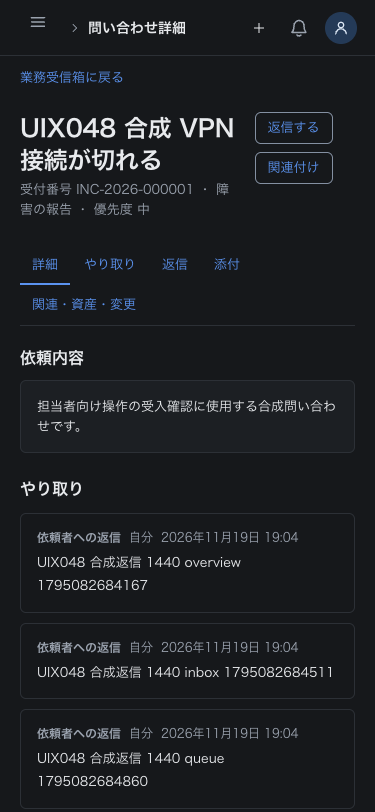 問い合わせ詳細
業務受信箱に戻る
UIX048 合成 VPN
接続が切れる
返信する
関連付け
受付番号 INC-2026-000001 ・ 障
害の報告 ・ 優先度 中
詳細 やり取り 返信 添付
関連・資産・変更
依頼内容
担当者向け操作の受入確認に使用する合成問い合わ
せです。
やり取り
依頼者への返信 自分 2026年11月19日 19:04
UIX048 合成返信 1440 overview
1795082684167
依頼者への返信 自分 2026年11月19日 19:04
UIX048 合成返信 1440 inbox 1795082684511
依頼者への返信 自分 2026年11月19日 19:04
UIX048 合成返信 1440 queue
1795082684860